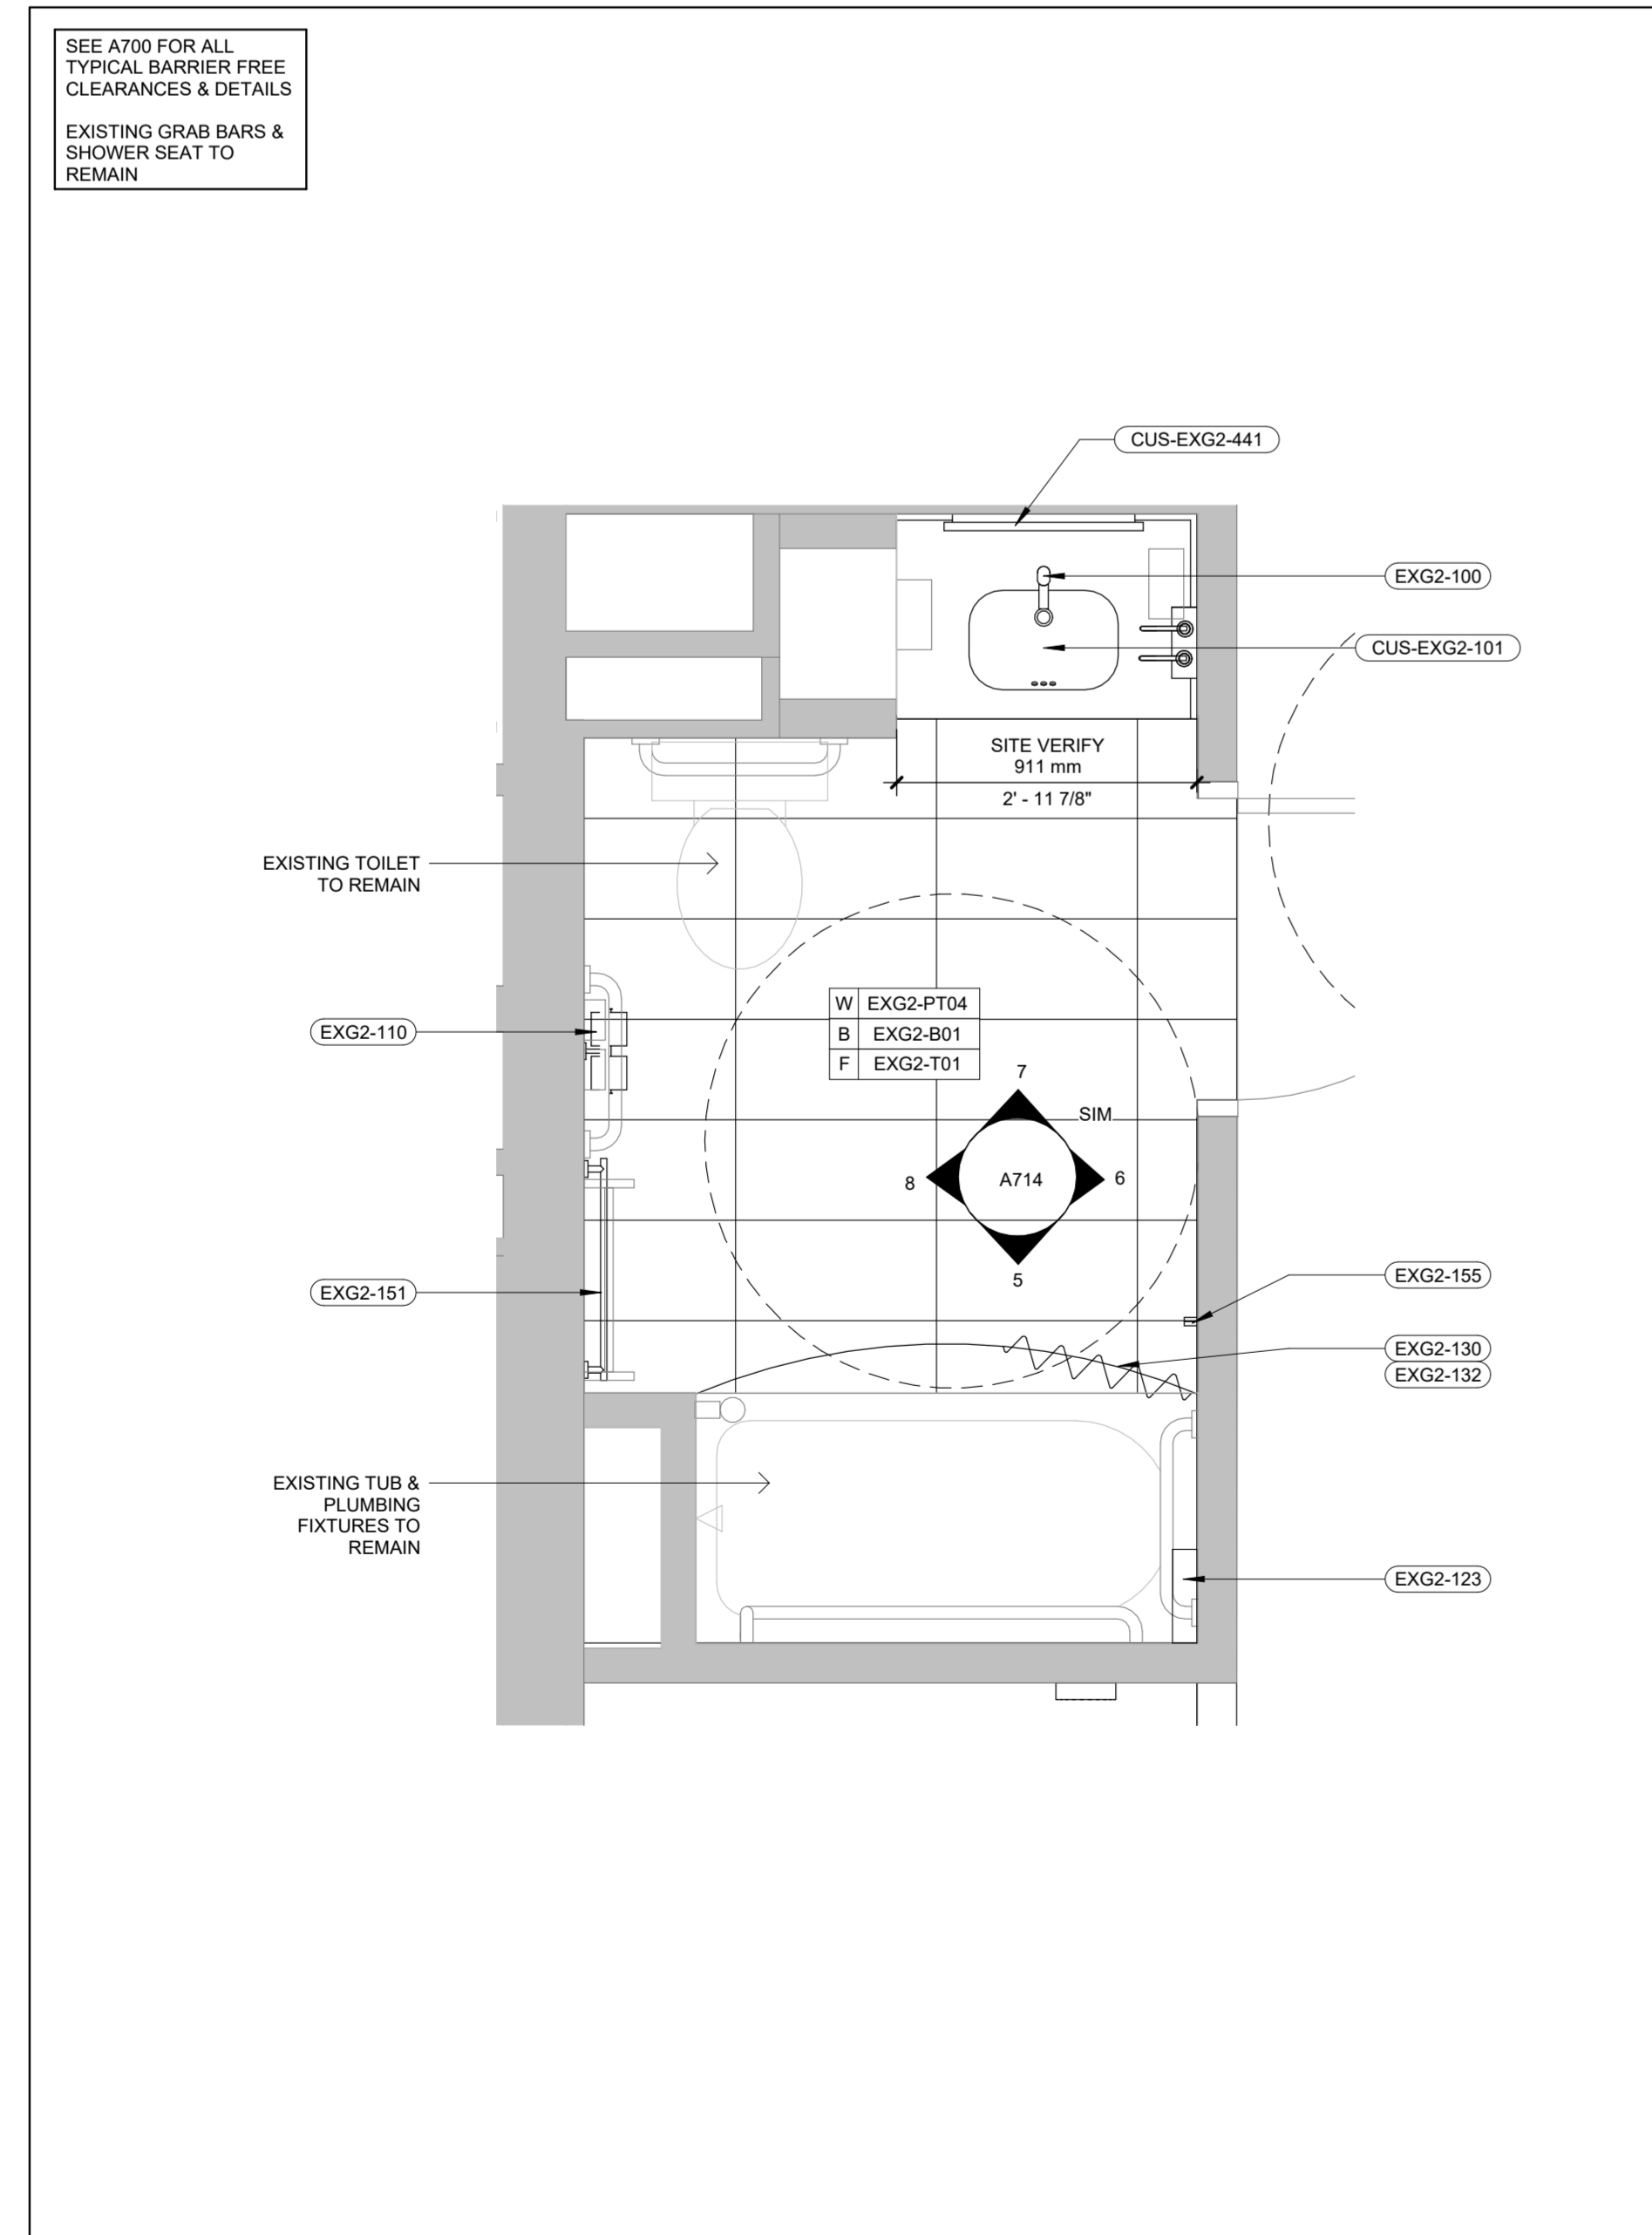 SEE A700 FOR ALL
TYPICAL BARRIER FREE
CLEARANCES & DETAILS
EXISTING GRAB BARS &
SHOWER SEAT TO
REMAIN
CUS-EXG2-441
EXG2-100
CUS-EXG2-101
SITE VERIFY
911 mm
2' - 11 7/8"
EXISTING TOILET
TO REMAIN
W EXG2-PT04
B EXG2-B01
F EXG2-T01
EXG2-110
7
SIM
8
A714
6
5
EXG2-151
EXG2-155
EXG2-130
EXG2-132
EXISTING TUB &
PLUMBING
FIXTURES TO
REMAIN
EXG2-123